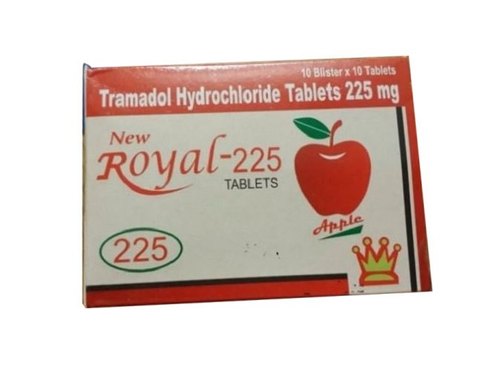 10 Blister x 10 Tablets
Tramadol Hydrochloride Tablets 225 mg
New
Royal-225
TABLETS
Apple
225